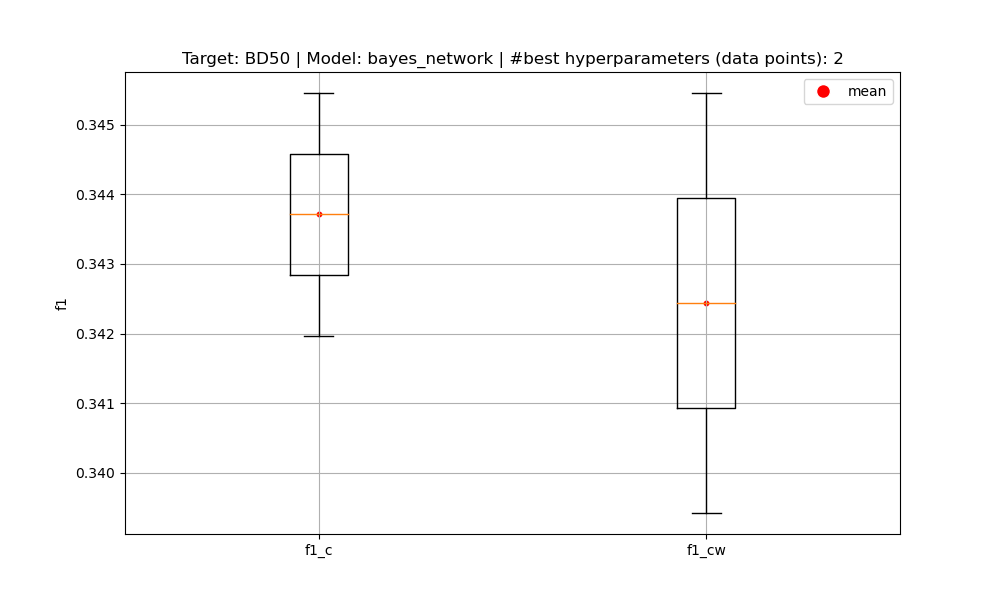 Target: BD50 | Model: bayes_network | #best hyperparameters (data points): 2
mean
0.345
0.344
0.343
0.342
0.341
0.340
f1
f1_c
f1_cw